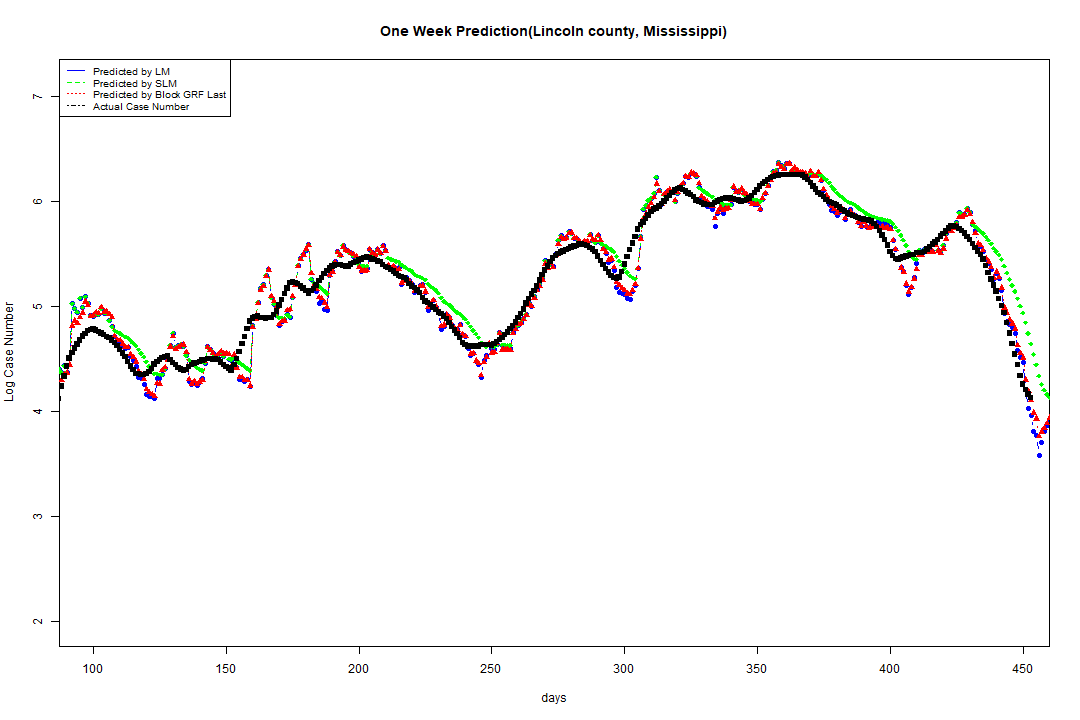 One Week Prediction(Lincoln county, Mississippi)
Predicted by LM
Predicted by SLM
Predicted by Block GRF Last
Actual Case Number
7
6
5
4
3
2
Log Case Number
100 150 200 250 300 350 400 450
days